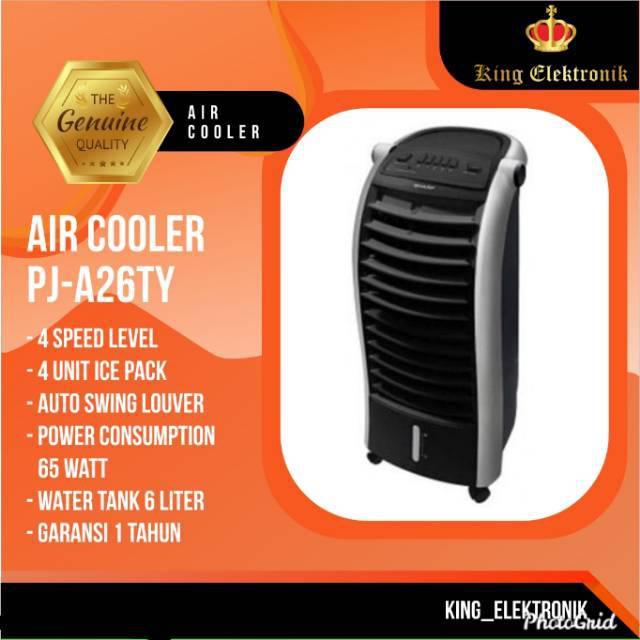 King Elektronik
THE
Genuine
QUALITY
AIR
COOLER
SHARP
AIR COOLER
PJ-A26TY
- 4 SPEED LEVEL
- 4 UNIT ICE PACK
- AUTO SWING LOUVER
- POWER CONSUMPTION
65 WATT
- WATER TANK 6 LITER
- GARANSI 1 TAHUN
KING_ELEKTRONIK
PhotoGrid